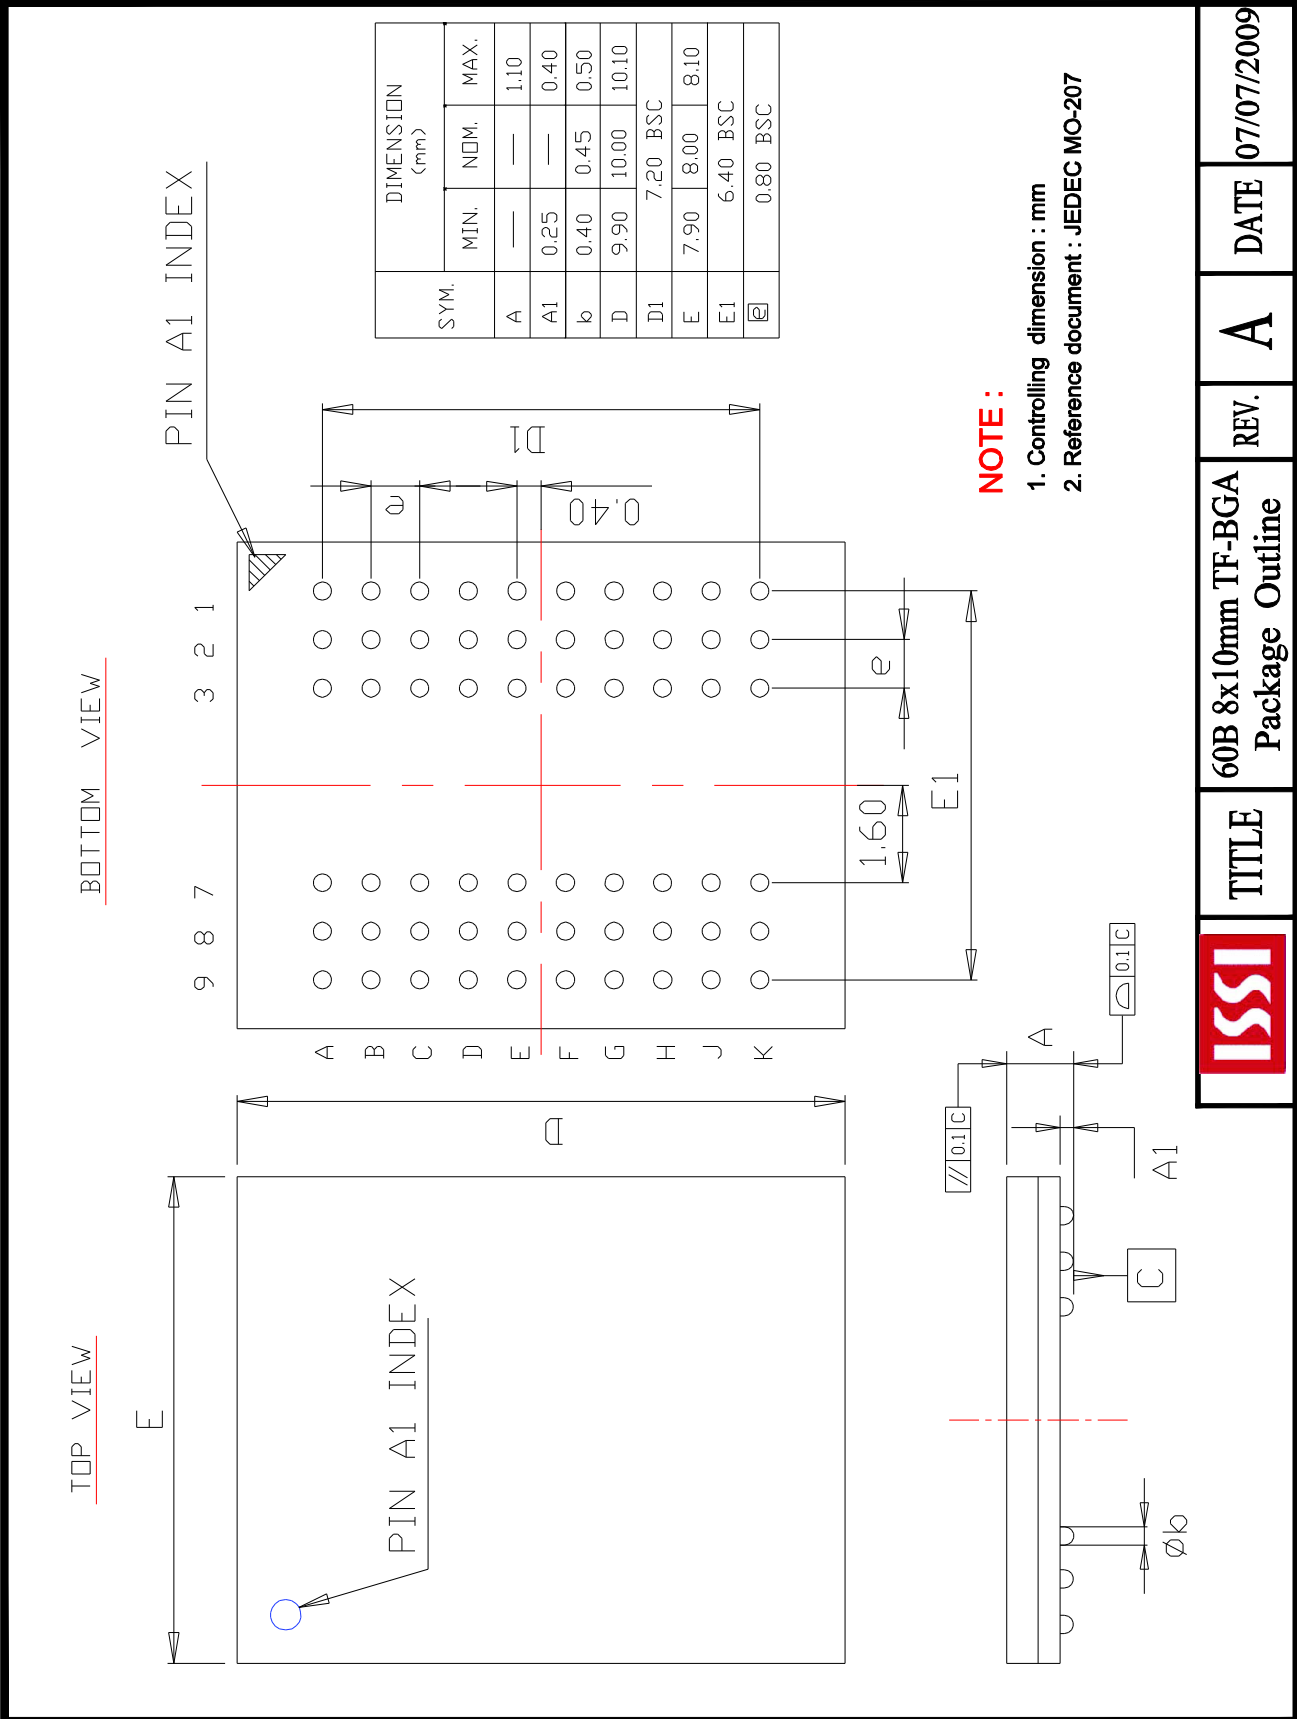 TOP VIEW
E
PIN A1 INDEX
BOTTOM VIEW
PIN A1 INDEX
9 8 7 3 2 1
A
B
C
D
E
F
G
H
J
K
D
D1
e
0.40
e
1.60
E1
SYM. DIMENSION (mm)
MIN. NOM. MAX.
A — — 1.10
A1 0.25 — 0.40
b 0.40 0.45 0.50
D 9.90 10.00 10.10
D1 7.20 BSC
E 7.90 8.00 8.10
E1 6.40 BSC
e 0.80 BSC
// 0.1 C
A
0.1 C
A1
C
Øb
NOTE :
1. Controlling dimension : mm
2. Reference document : JEDEC MO-207
ISSI
TITLE
60B 8x10mm TF-BGA
Package Outline
REV.
A
DATE
07/07/2009